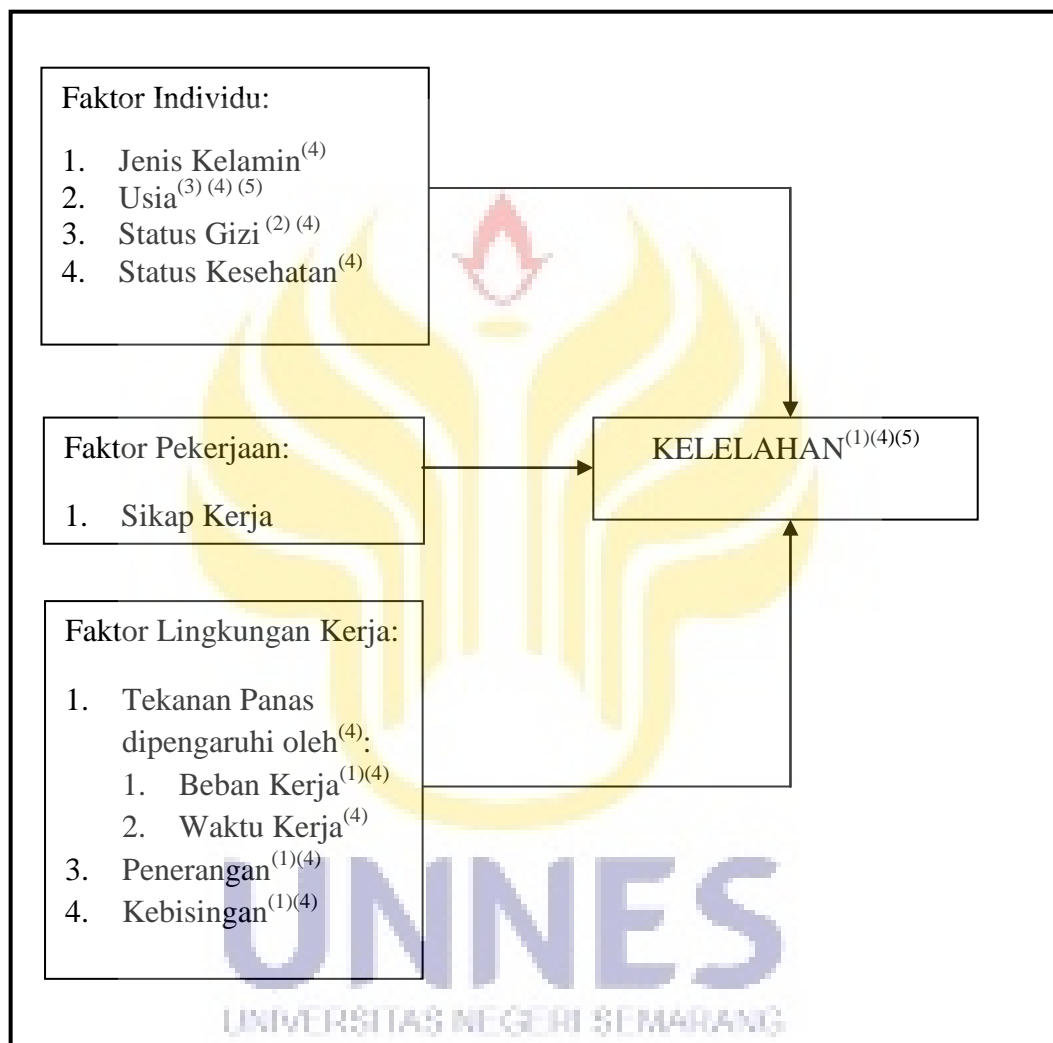 Faktor Individu:
1. Jenis Kelamin(4)
2. Usia(3) (4) (5)
3. Status Gizi (2) (4)
4. Status Kesehatan(4)
Faktor Pekerjaan:
1. Sikap Kerja
KELELAHAN(1)(4)(5)
Faktor Lingkungan Kerja:
1. Tekanan Panas
dipengaruhi oleh(4):
1. Beban Kerja(1)(4)
2. Waktu Kerja(4)
3. Penerangan(1)(4)
4. Kebisingan(1)(4)
UNNES
UNIVERSITAS NEGERI SEMARANG